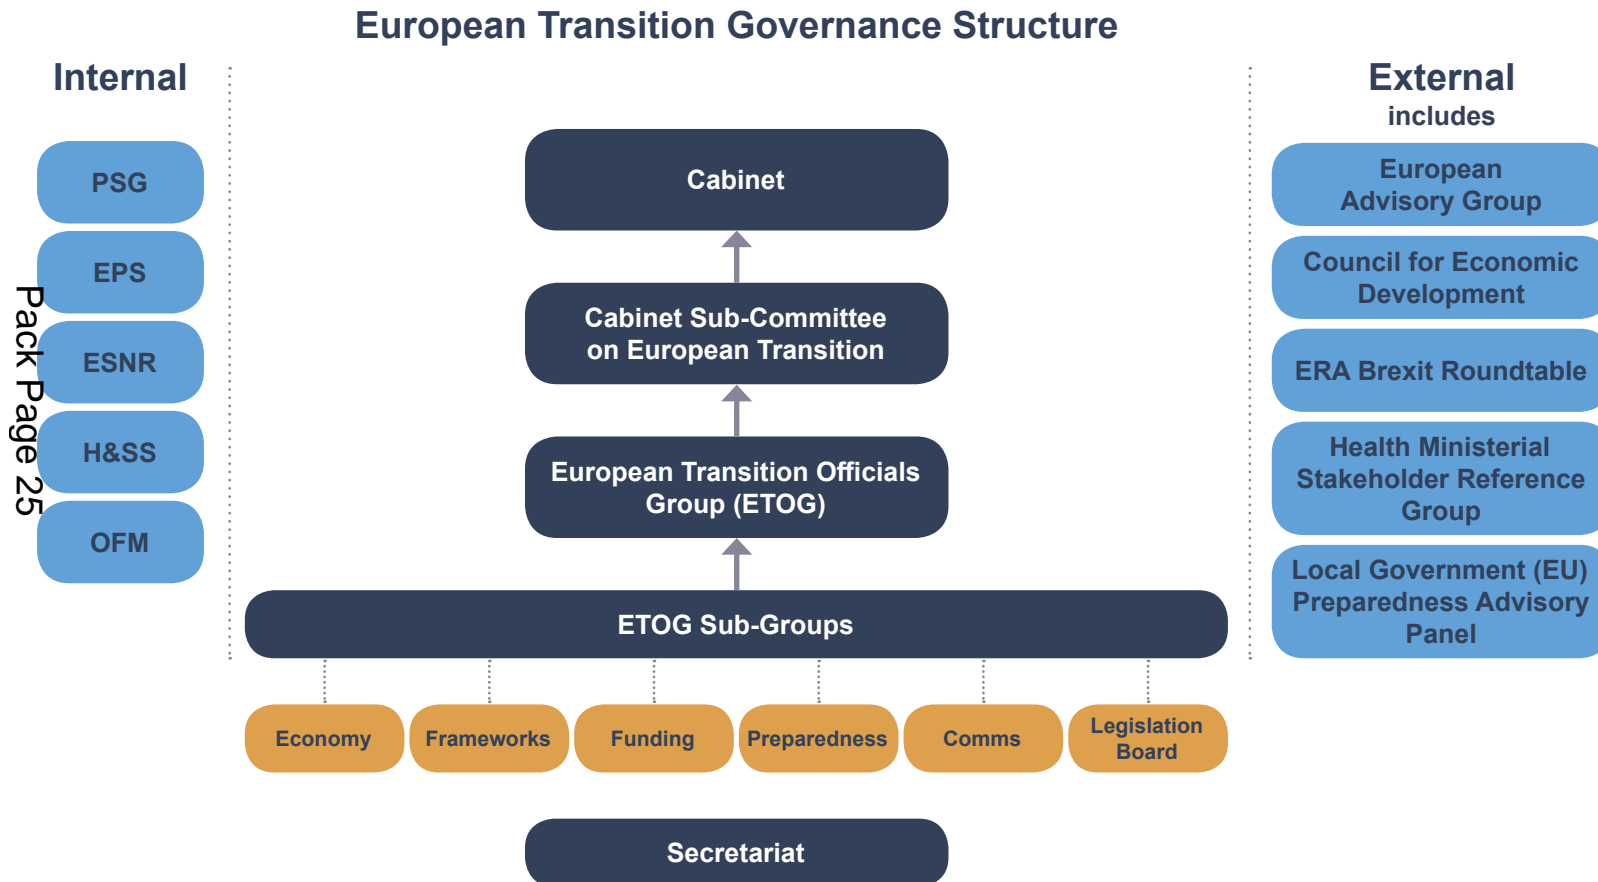 European Transition Governance Structure
Internal
PSG
EPS
ESNR
H&SS
OFM
Pack Page 25
Cabinet
Cabinet Sub-Committee
on European Transition
European Transition Officials
Group (ETOG)
ETOG Sub-Groups
Economy
Frameworks
Funding
Preparedness
Comms
Legislation
Board
Secretariat
External
includes
European
Advisory Group
Council for Economic
Development
ERA Brexit Roundtable
Health Ministerial
Stakeholder Reference
Group
Local Government (EU)
Preparedness Advisory
Panel